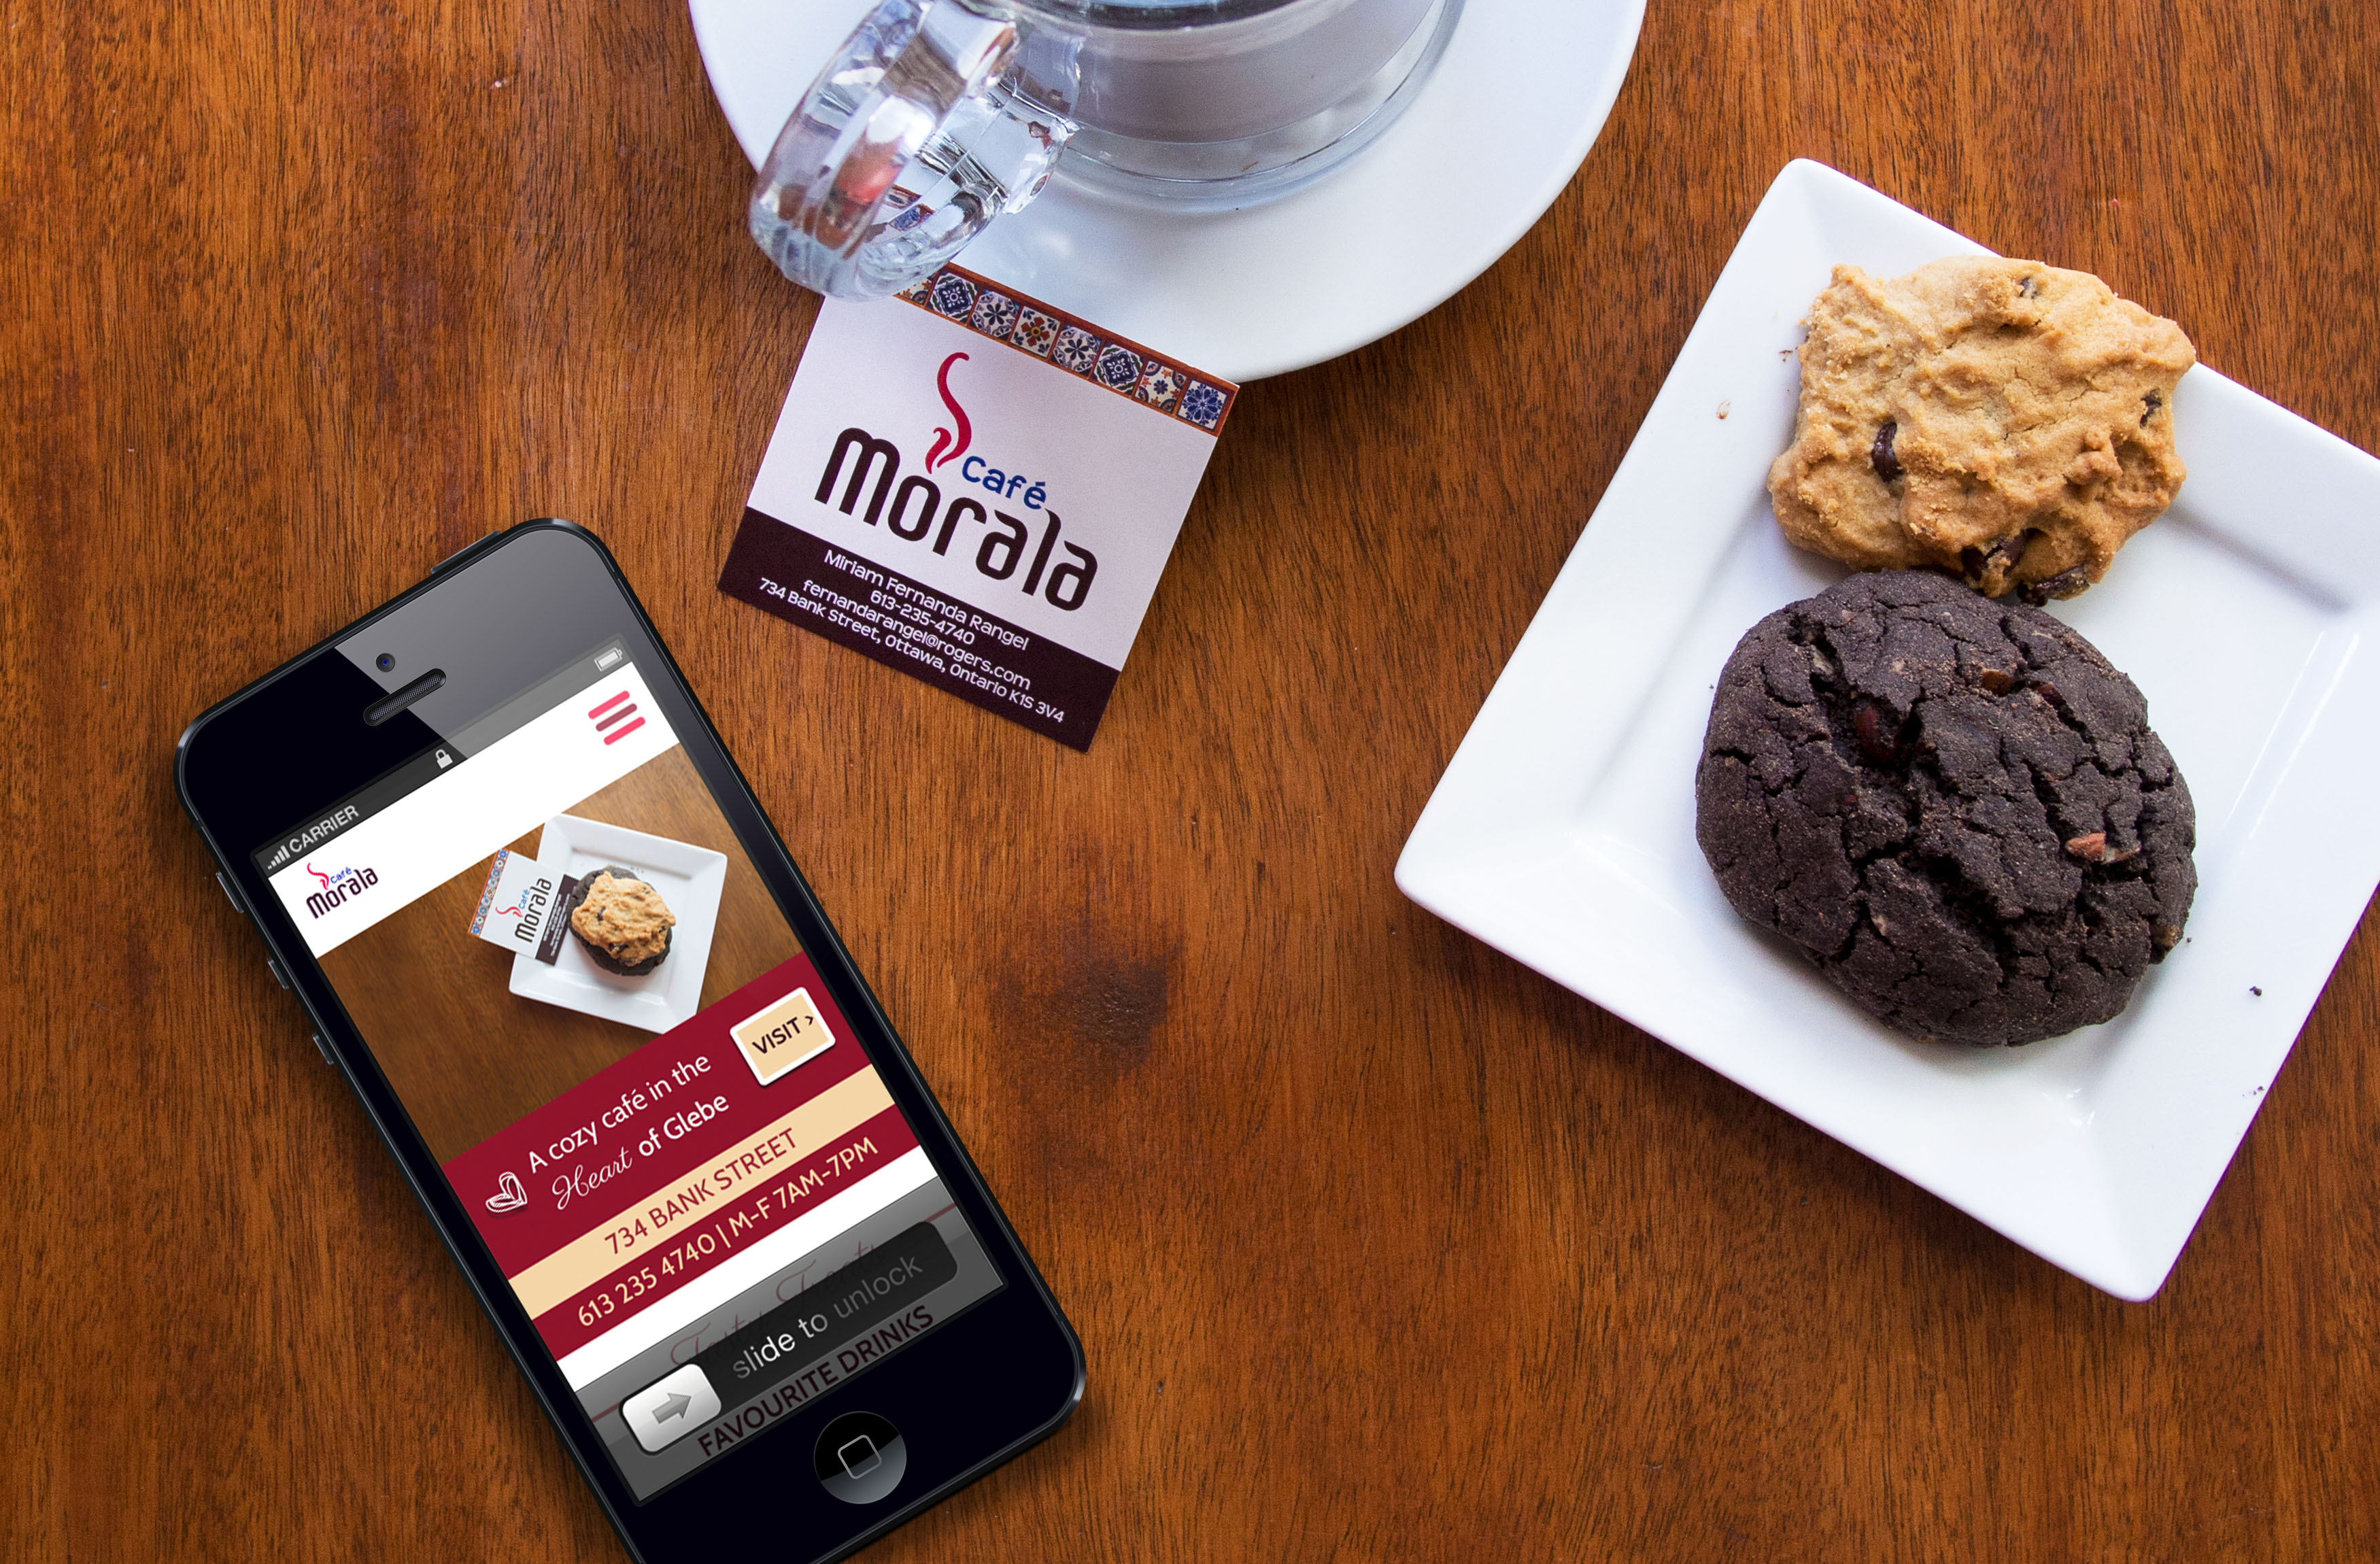 café
morala
Miriam Fernanda Rangel
613-235-4740
fernandarangel@rogers.com
734 Bank Street, Ottawa, Ontario K1S 3V4
CARRIER
café
morala
café
morala
VISIT >
A cozy café in the
Heart of Glebe
734 BANK STREET
613 235 4740 | M-F 7AM-7PM
slide to unlock
FAVOURITE DRINKS